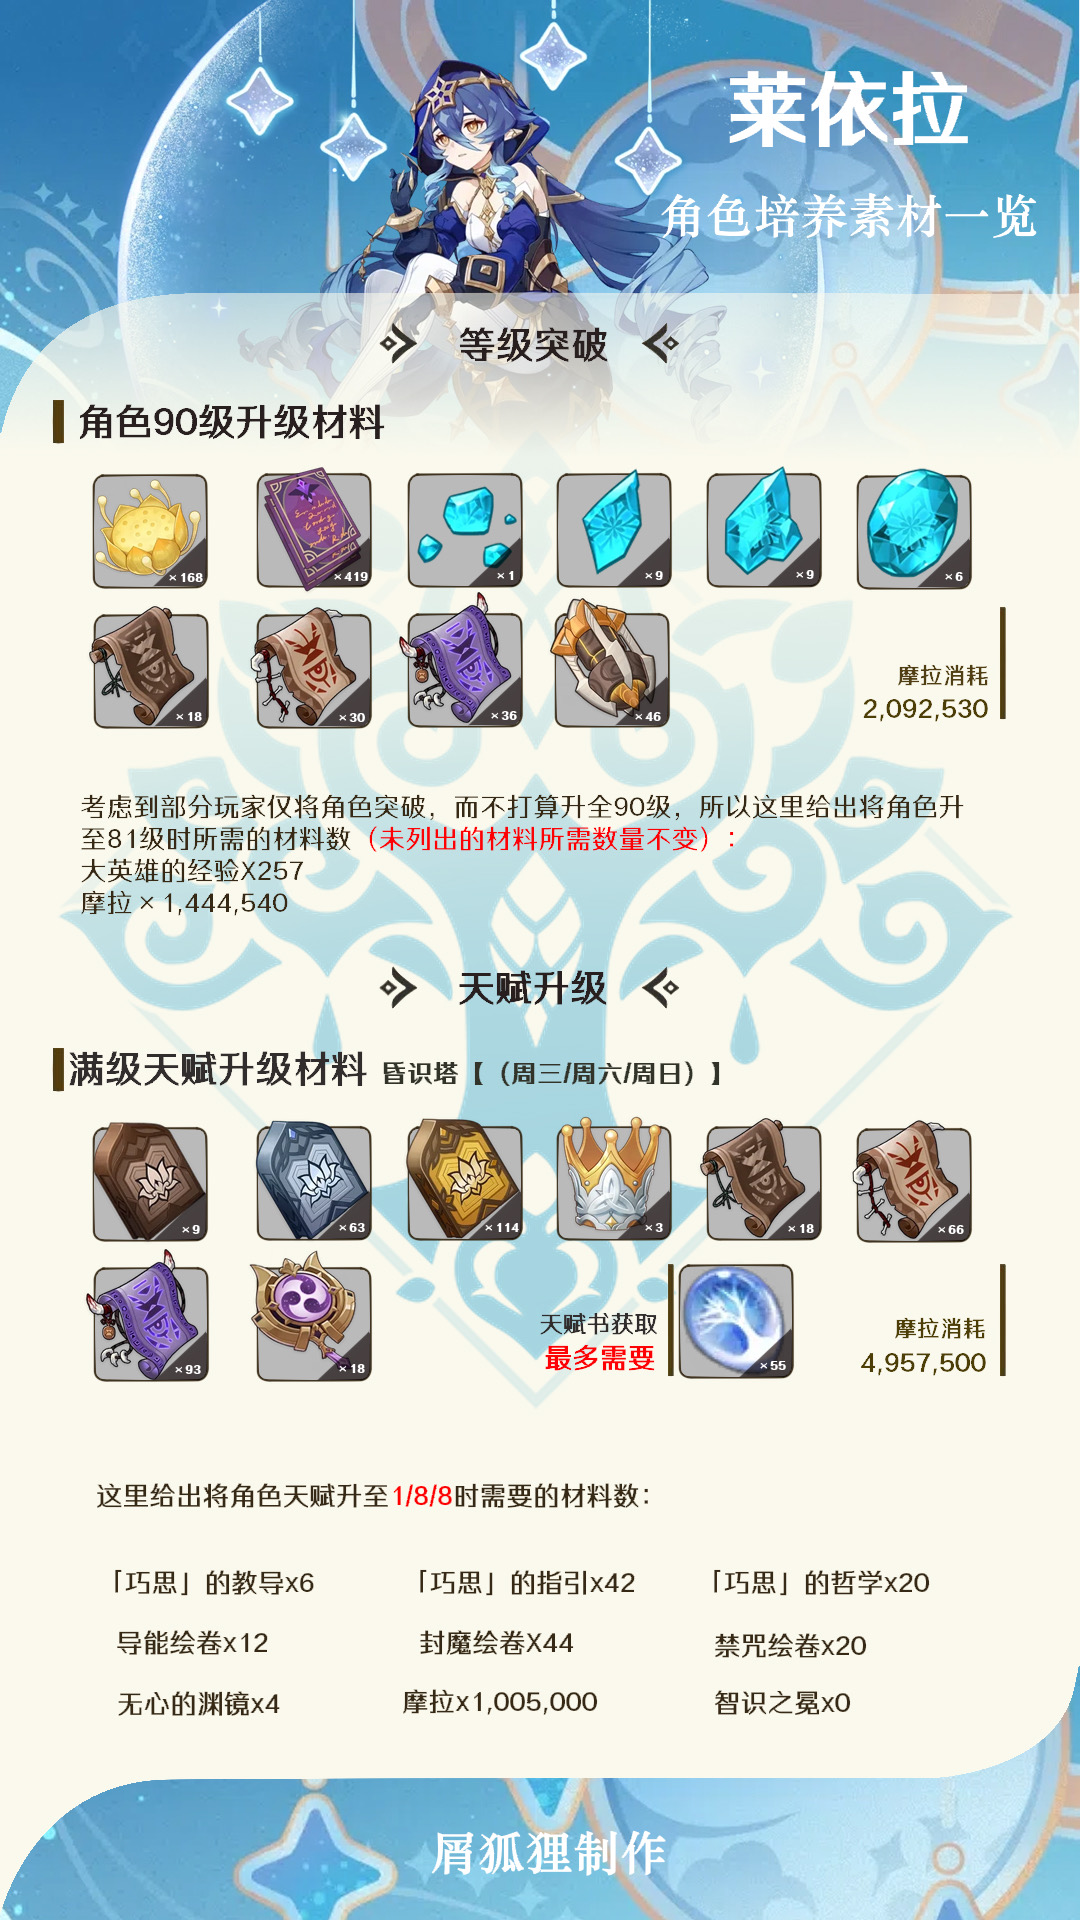 莱依拉
角色培养素材一览
等级突破
角色90级升级材料
×168
×419
×1
×9
×9
×6
×18
×30
×36
×46
摩拉消耗
2,092,530
考虑到部分玩家仅将角色突破，而不打算升全90级，所以这里给出将角色升
至81级时所需的材料数（未列出的材料所需数量不变）：
大英雄的经验X257
摩拉×1,444,540
天赋升级
满级天赋升级材料 昏识塔【（周三/周六/周日）】
×9
×63
×114
×3
×18
×66
×93
×18
天赋书获取
最多需要
×55
摩拉消耗
4,957,500
这里给出将角色天赋升至1/8/8时需要的材料数：
「巧思」的教导x6
「巧思」的指引x42
「巧思」的哲学x20
导能绘卷x12
封魔绘卷X44
禁咒绘卷x20
无心的渊镜x4
摩拉x1,005,000
智识之冕x0
屑狐狸制作